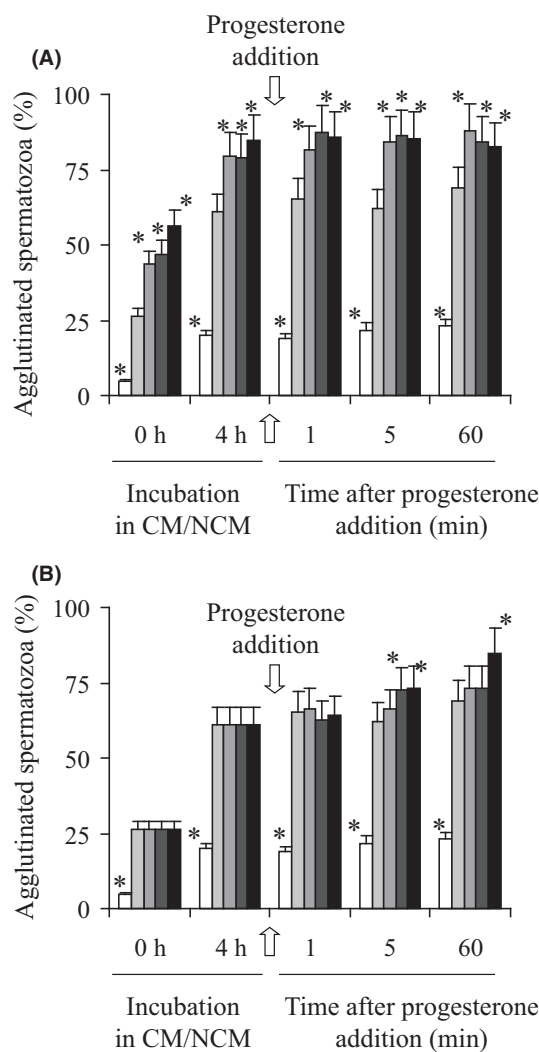 Progesterone
addition
(A)
100
75
50
25
0
Agglutinated spermatozoa (%)
* * * * * * * * * * * * * * * * * * * * *
0 h 4 h 1 5 60
Incubation
in CM/NCM
Time after progesterone
addition (min)
(B)
100
75
50
25
0
Agglutinated spermatozoa (%)
Progesterone
addition
* * * * * * * *
0 h 4 h 1 5 60
Incubation
in CM/NCM
Time after progesterone
addition (min)